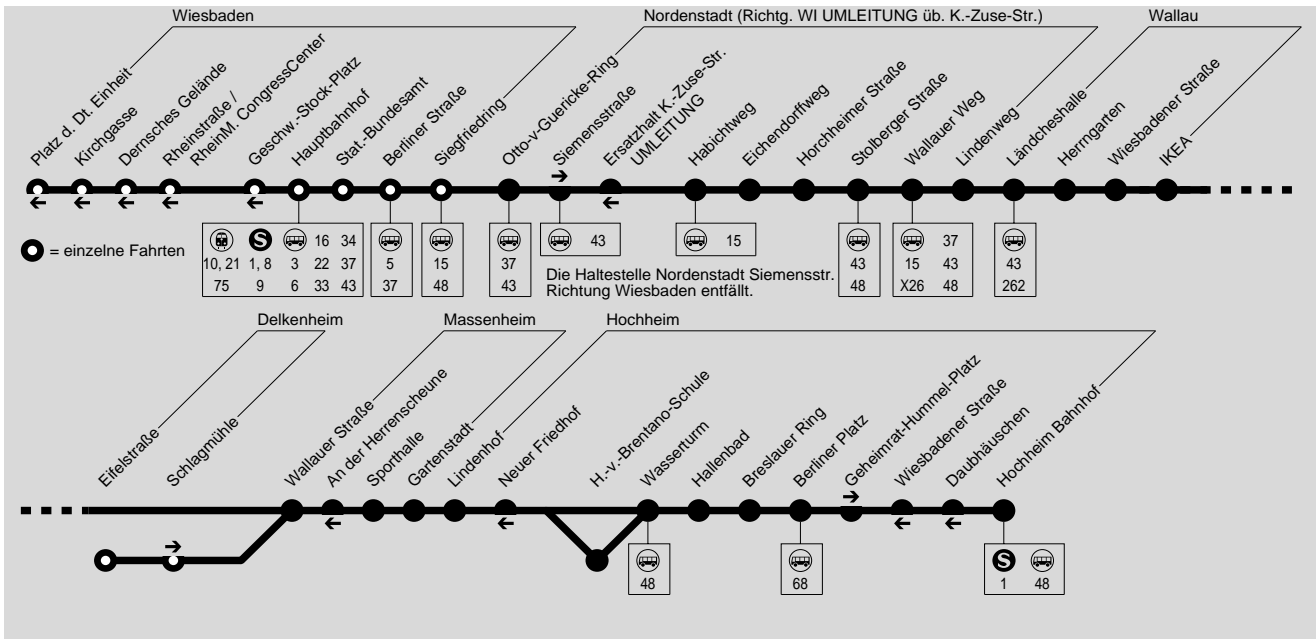 Wiesbaden
Nordenstadt (Richtg. WI UMLEITUNG üb. K.-Zuse-Str.)
Wallau
Platz d. Dt. Einheit
Kirchgasse
Dernsches Gelände
Rheinstraße /
RheinM. CongressCenter
Geschw.-Stock-Platz
Hauptbahnhof
Stat.-Bundesamt
Berliner Straße
Siegfriedring
Otto-v-Guericke-Ring
Siemensstraße
Ersatzhalt K.-Zuse-Str.
UMLEITUNG
Habichtweg
Eichendorffweg
Horchheimer Straße
Stolberger Straße
Wallauer Weg
Lindenweg
Ländcheshalle
Herrngarten
Wiesbadener Straße
IKEA
= einzelne Fahrten
S 16 34
10, 21 1, 8 3 22 37
75 9 6 33 43
5
37
15
48
37
43
43
15
Die Haltestelle Nordenstadt Siemensstr.
Richtung Wiesbaden entfällt.
43
48
37
15 43
X26 48
43
262
Delkenheim
Massenheim
Hochheim
Eifelstraße
Schlagmühle
Wallauer Straße
An der Herrenscheune
Sporthalle
Gartenstadt
Lindenhof
Neuer Friedhof
H.-v.-Brentano-Schule
Wasserturm
Hallenbad
Breslauer Ring
Berliner Platz
Geheimrat-Hummel-Platz
Wiesbadener Straße
Daubhäuschen
Hochheim Bahnhof
48
68
S
1 48